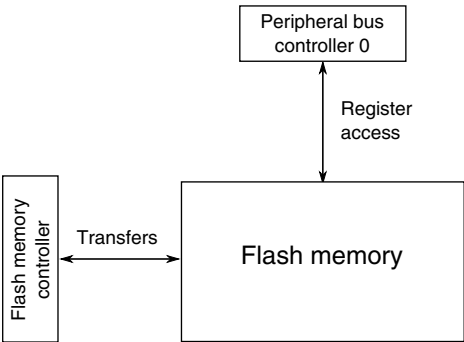 Peripheral bus
controller 0
Register
access
Flash memory
controller
Transfers
Flash memory